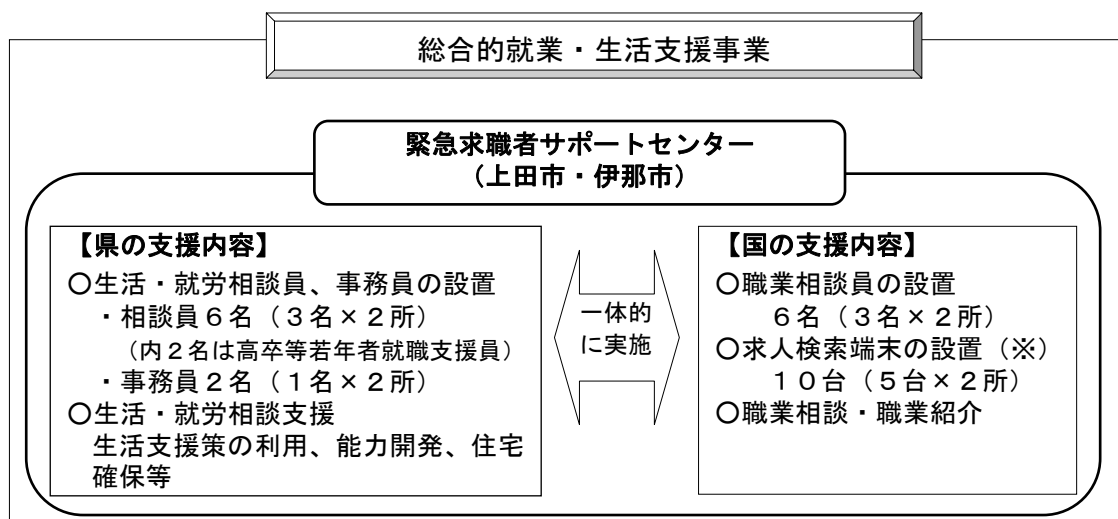 総合的就業・生活支援事業
緊急求職者サポートセンター
（上田市・伊那市）
【県の支援内容】
○生活・就労相談員、事務員の設置
・相談員６名（３名×２所）
（内２名は高卒等若年者就職支援員）
・事務員２名（１名×２所）
○生活・就労相談支援
生活支援策の利用、能力開発、住宅
確保等
一体的
に実施
【国の支援内容】
○職業相談員の設置
６名（３名×２所）
○求人検索端末の設置（※）
１０台（５台×２所）
○職業相談・職業紹介